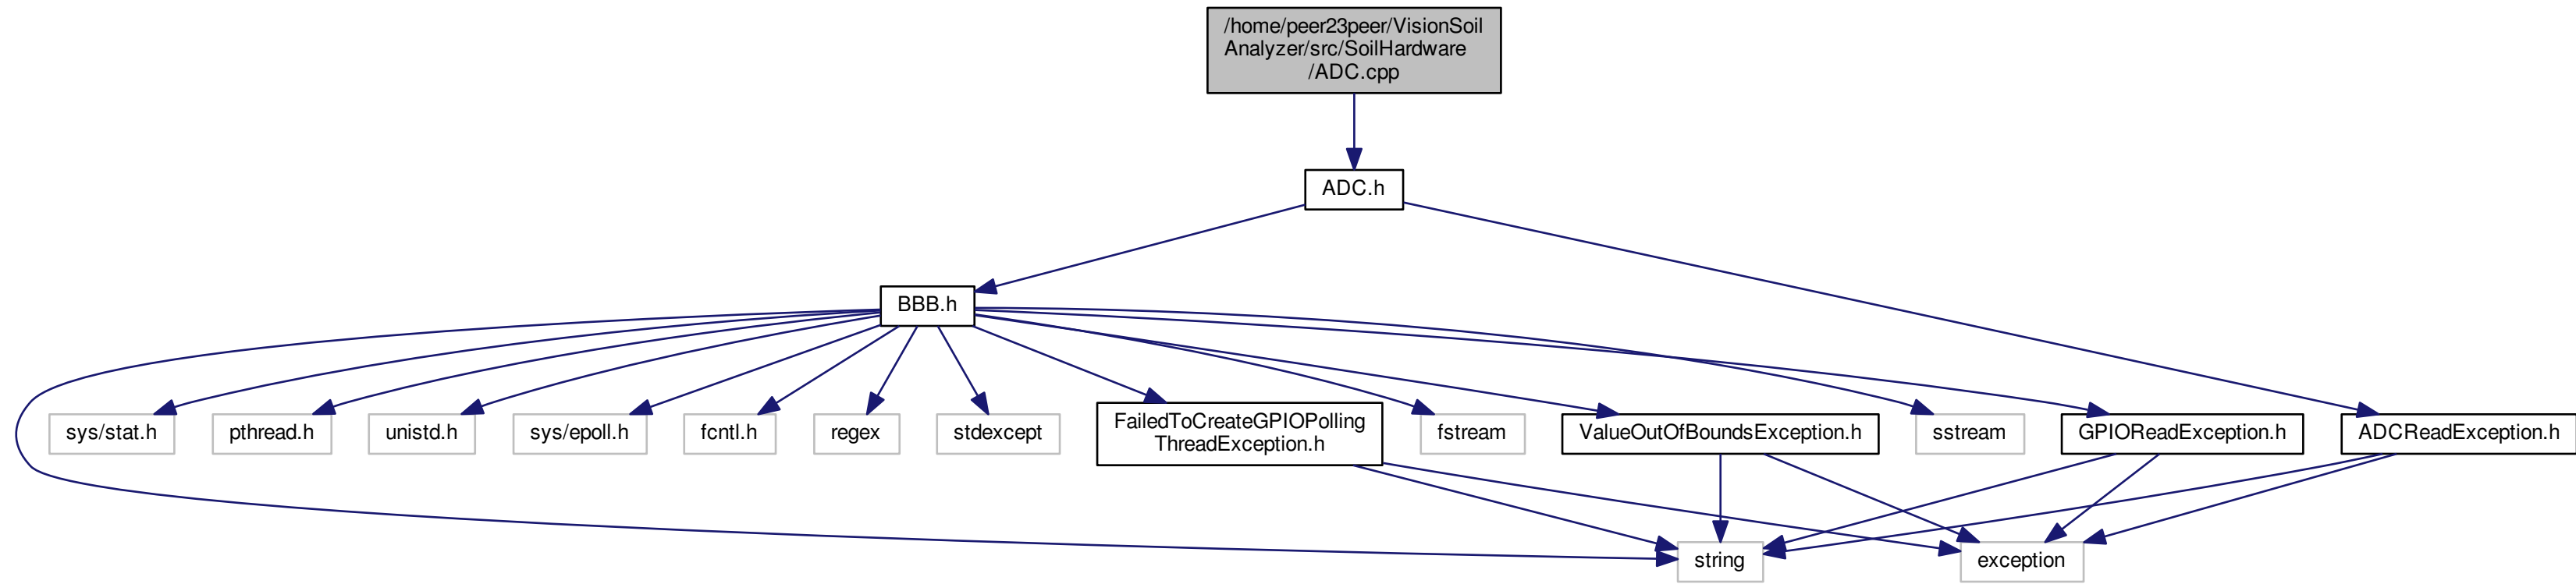 /home/peer23peer/VisionSoil
Analyzer/src/SoilHardware
/ADC.cpp
ADC.h
BBB.h
sys/stat.h
pthread.h
unistd.h
sys/epoll.h
fcntl.h
regex
stdexcept
FailedToCreateGPIOPolling
ThreadException.h
fstream
ValueOutOfBoundsException.h
sstream
GPIOReadException.h
ADCReadException.h
string
exception